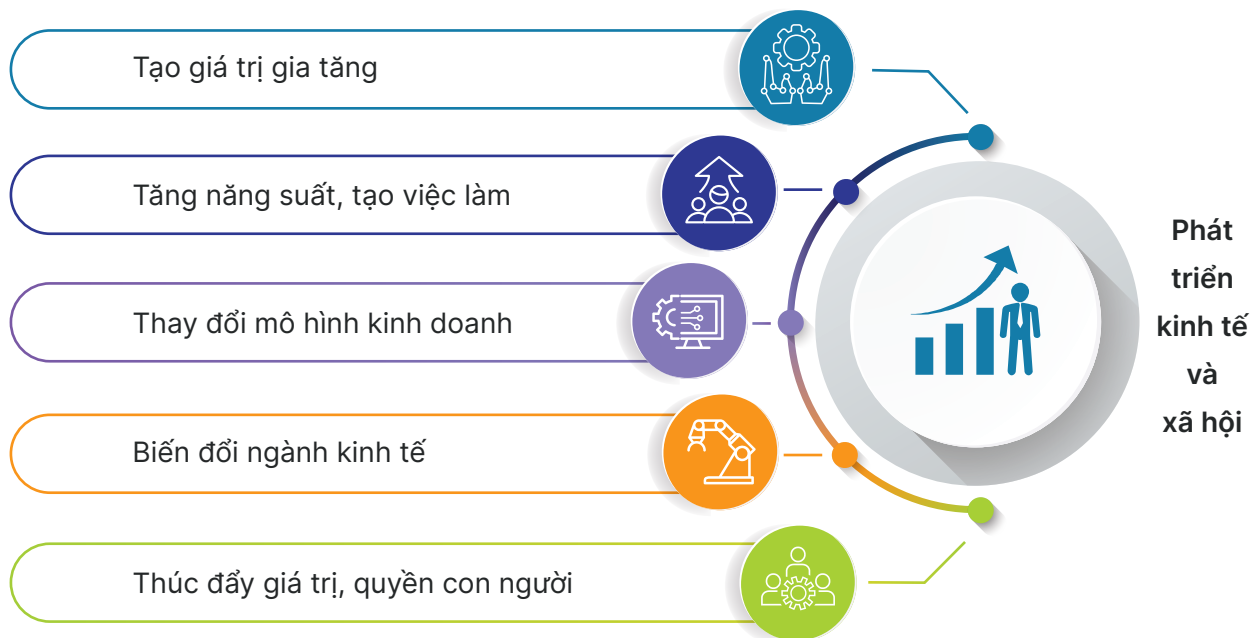 Tạo giá trị gia tăng
Tăng năng suất, tạo việc làm
Thay đổi mô hình kinh doanh
Biến đổi ngành kinh tế
Thúc đẩy giá trị, quyền con người
Phát
triển
kinh tế
và
xã hội